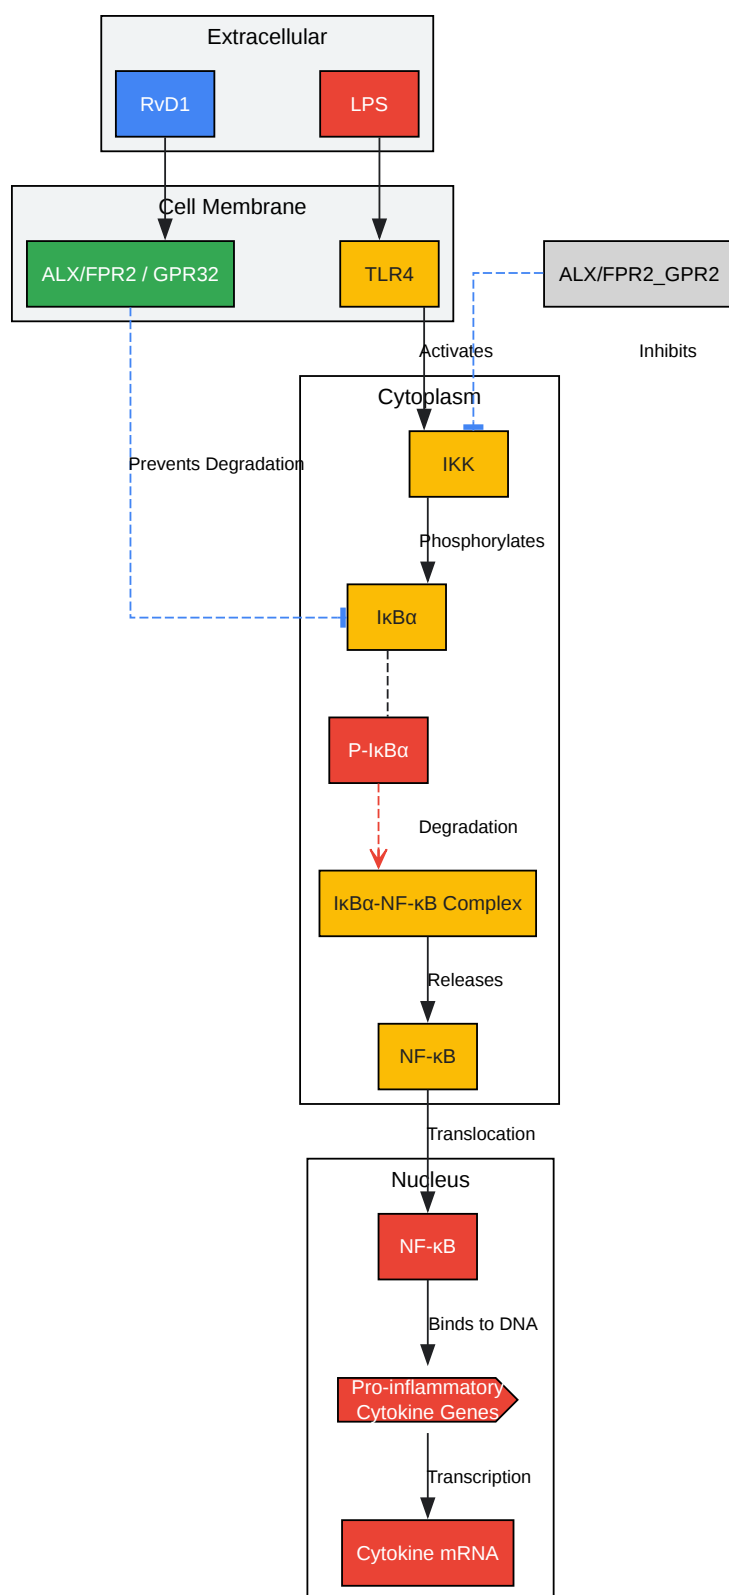 Extracellular
RvD1
LPS
Cell Membrane
ALX/FPR2 / GPR32
TLR4
ALX/FPR2_GPR2
Activates
Inhibits
Cytoplasm
IKK
Prevents Degradation
Phosphorylates
IκBα
P-IκBα
Degradation
IκBα-NF-κB Complex
Releases
NF-κB
Translocation
Nucleus
NF-κB
Binds to DNA
Pro-inflammatory
Cytokine Genes
Transcription
Cytokine mRNA